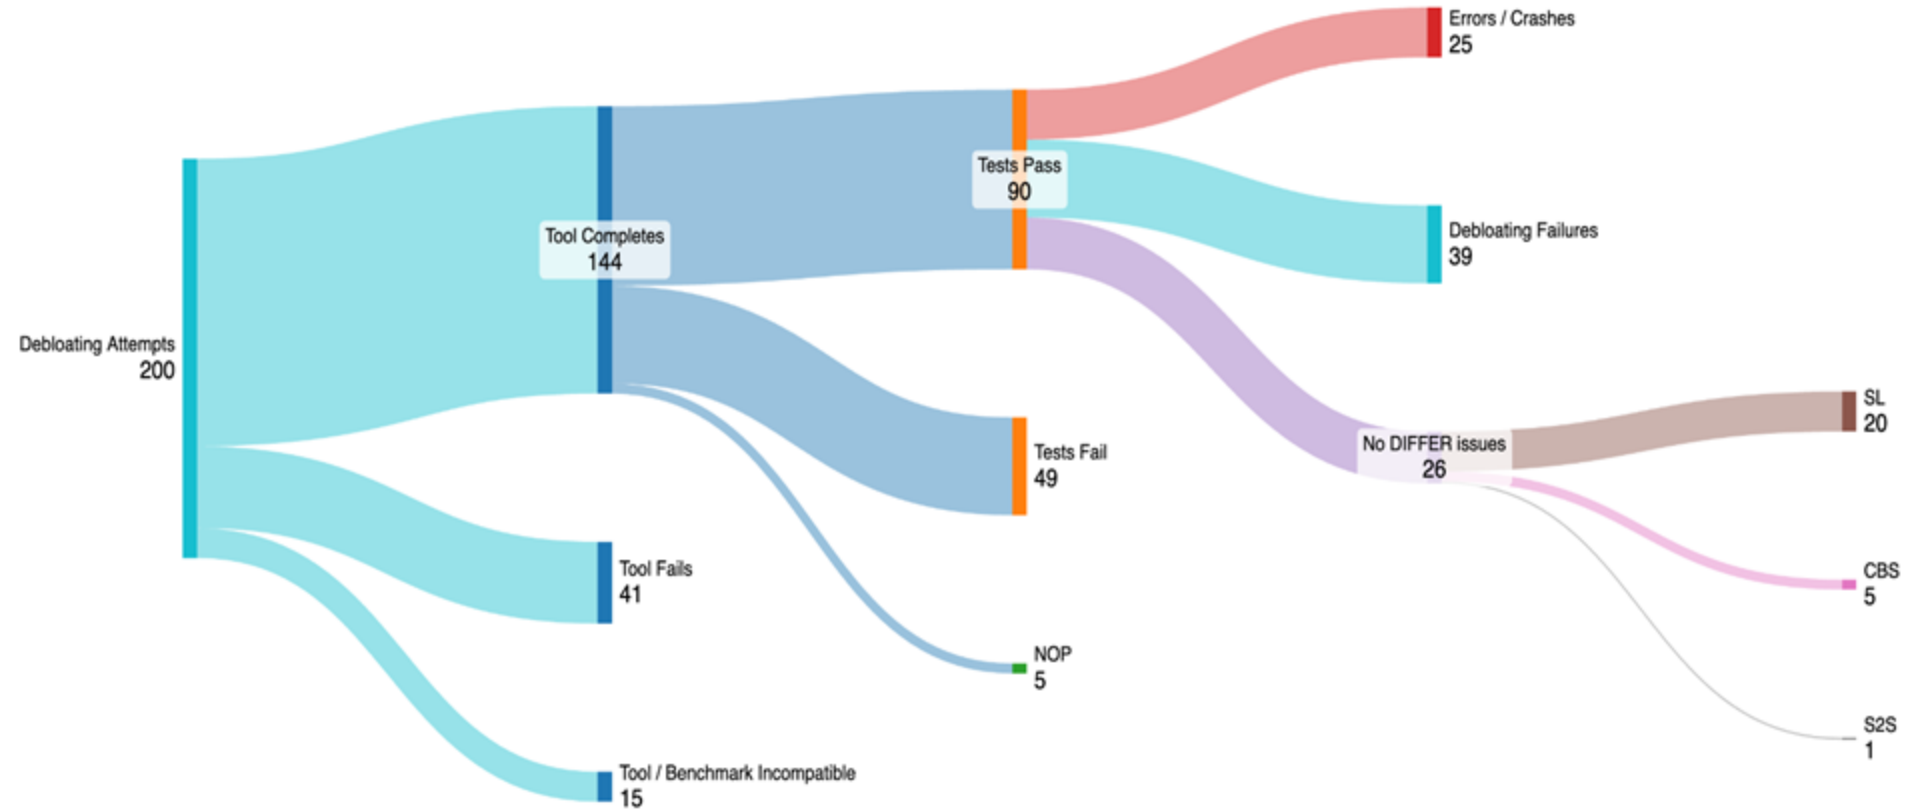 Errors / Crashes
25
Tests Pass
90
Debloating Failures
39
Tool Completes
144
Debloating Attempts
200
SL
20
No DIFFER issues
26
Tests Fail
49
Tool Fails
41
CBS
5
NOP
5
S2S
1
Tool / Benchmark Incompatible
15